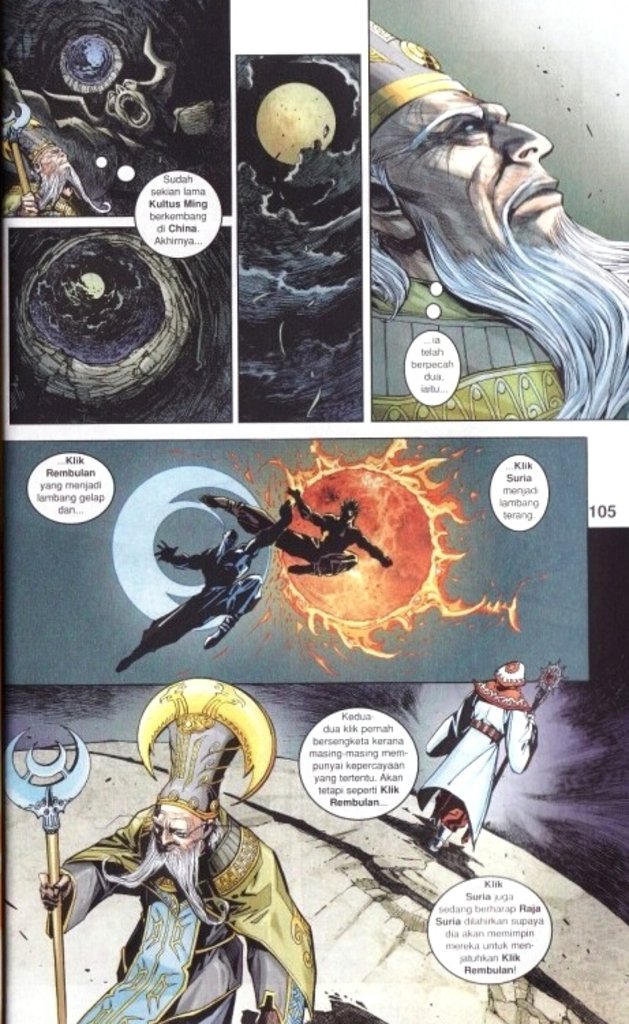 Sudah
sekian lama
Kultus Ming
berkembang
di China.
Akhirnya...
...ia
telah
berpecah
dua,
iaitu...
...Klik
Rembulan
yang menjadi
lambang gelap
dan...
...Klik
Suria
menjadi
lambang
terang.
105
Kedua-
dua klik pernah
bersengketa kerana
masing-masing mem-
punyai kepercayaan
yang tertentu. Akan
tetapi seperti Klik
Rembulan...
Klik
Suria juga
sedang berharap Raja
Suria dilahirkan supaya
dia akan memimpin
mereka untuk men-
jatuhkan Klik
Rembulan!